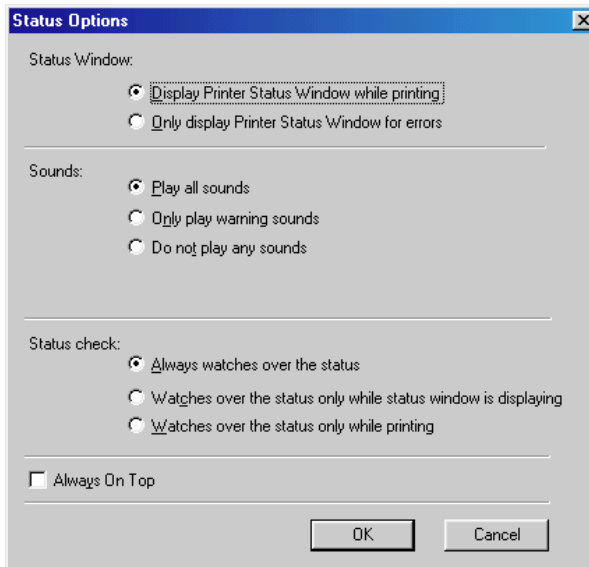 Status Options
Status Window:
Display Printer Status Window while printing
Only display Printer Status Window for errors
Sounds:
Play all sounds
Only play warning sounds
Do not play any sounds
Status check:
Always watches over the status
Watches over the status only while status window is displaying
Watches over the status only while printing
Always On Top
OK
Cancel